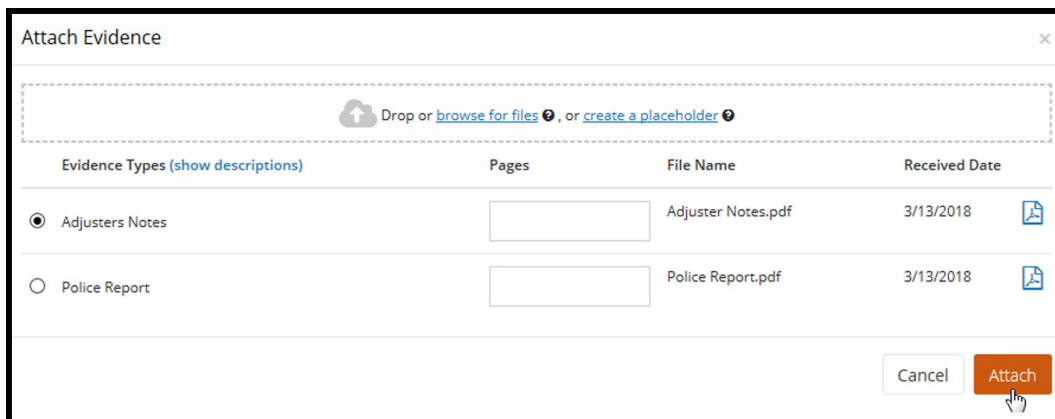 Attach Evidence ×
Drop or browse for files ?, or create a placeholder ?
Evidence Types (show descriptions) Pages File Name Received Date
Adjusters Notes Adjuster Notes.pdf 3/13/2018
Police Report Police Report.pdf 3/13/2018
Cancel Attach